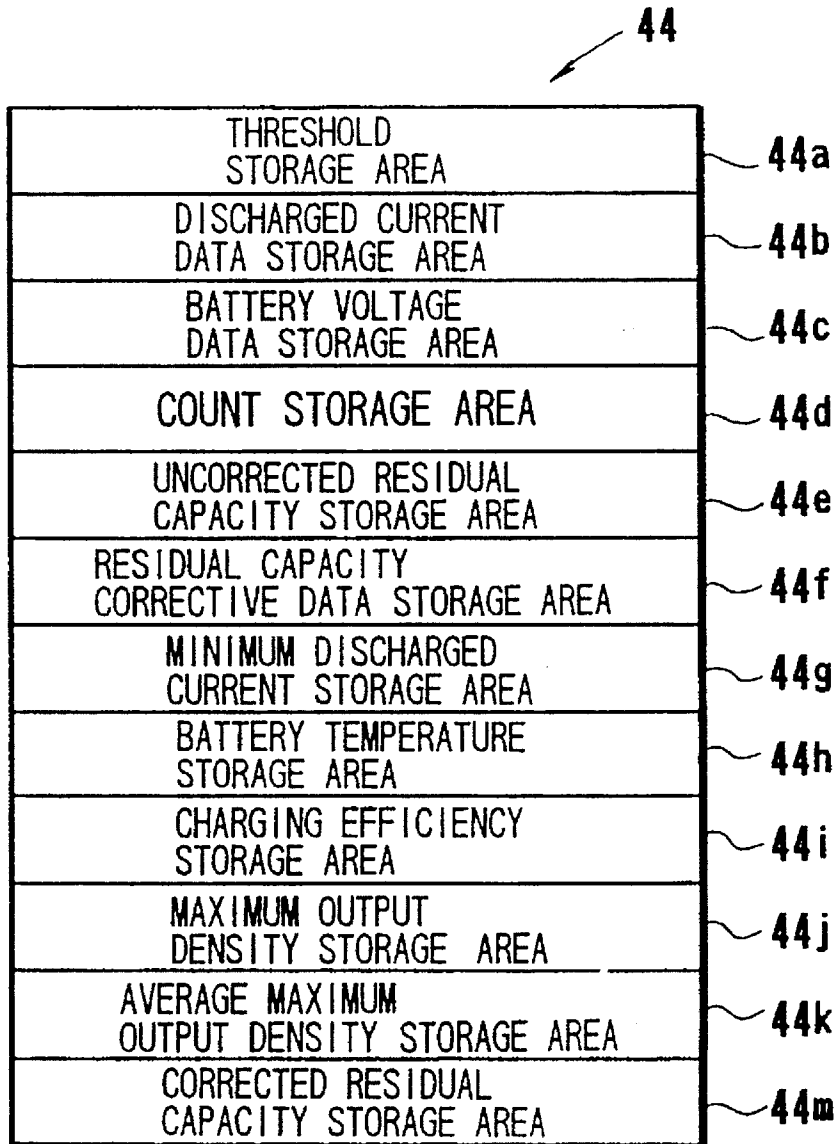 44
THRESHOLD
STORAGE AREA
44a
DISCHARGED CURRENT
DATA STORAGE AREA
44b
BATTERY VOLTAGE
DATA STORAGE AREA
44c
COUNT STORAGE AREA
44d
UNCORRECTED RESIDUAL
CAPACITY STORAGE AREA
44e
RESIDUAL CAPACITY
CORRECTIVE DATA STORAGE AREA
44f
MINIMUM DISCHARGED
CURRENT STORAGE AREA
44g
BATTERY TEMPERATURE
STORAGE AREA
44h
CHARGING EFFICIENCY
STORAGE AREA
44i
MAXIMUM OUTPUT
DENSITY STORAGE AREA
44j
AVERAGE MAXIMUM
OUTPUT DENSITY STORAGE AREA
44k
CORRECTED RESIDUAL
CAPACITY STORAGE AREA
44m